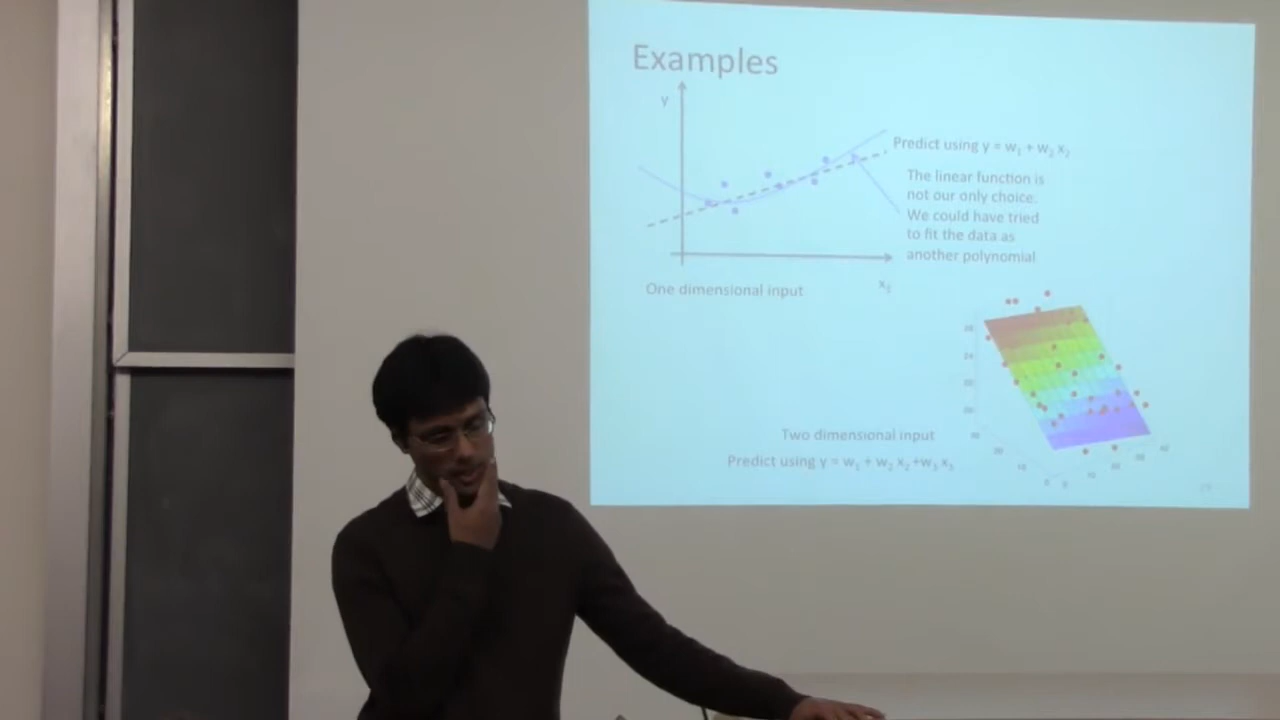 Examples
y
Predict using y = w₁ + w₂ x₂
The linear function is
not our only choice.
We could have tried
to fit the data as
another polynomial
One dimensional input
x₂
Two dimensional input
Predict using y = w₁ + w₂ x₂ +w₃ x₃